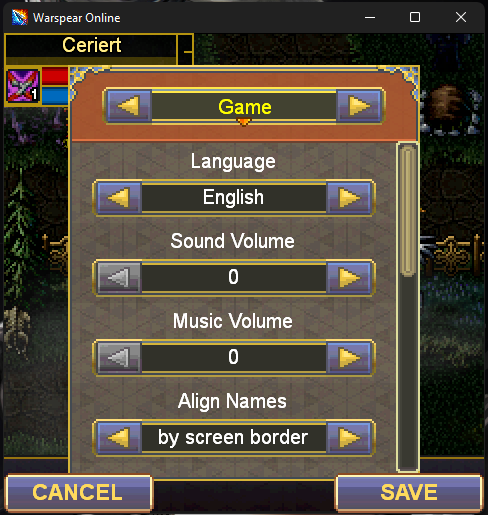 Warspear Online
Ceriert
1
Game
Language
English
Sound Volume
0
Music Volume
0
Align Names
by screen border
CANCEL
SAVE